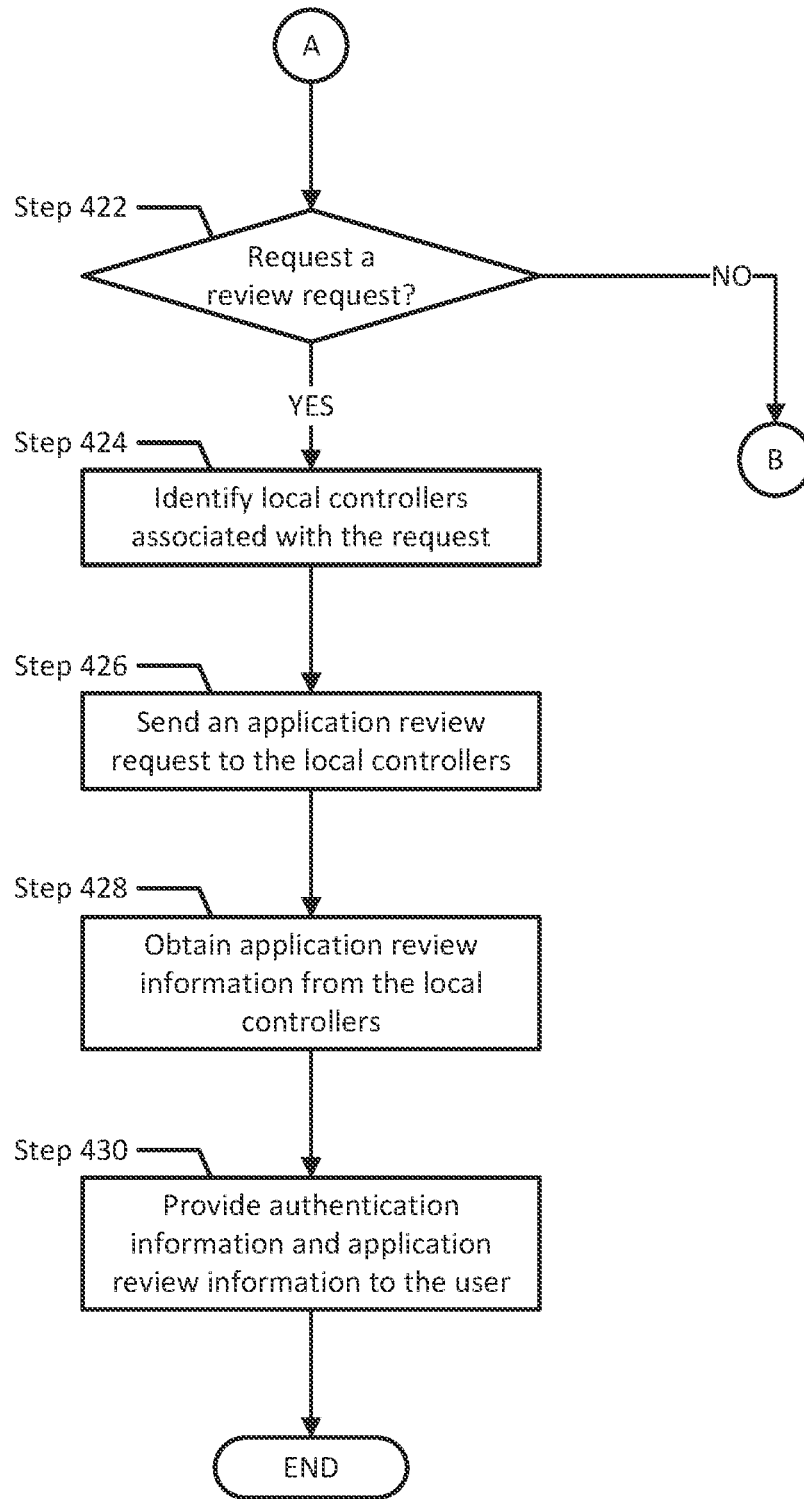 A
Step 422
Request a
review request?
NO
YES
B
Step 424
Identify local controllers
associated with the request
Step 426
Send an application review
request to the local controllers
Step 428
Obtain application review
information from the local
controllers
Step 430
Provide authentication
information and application
review information to the user
END